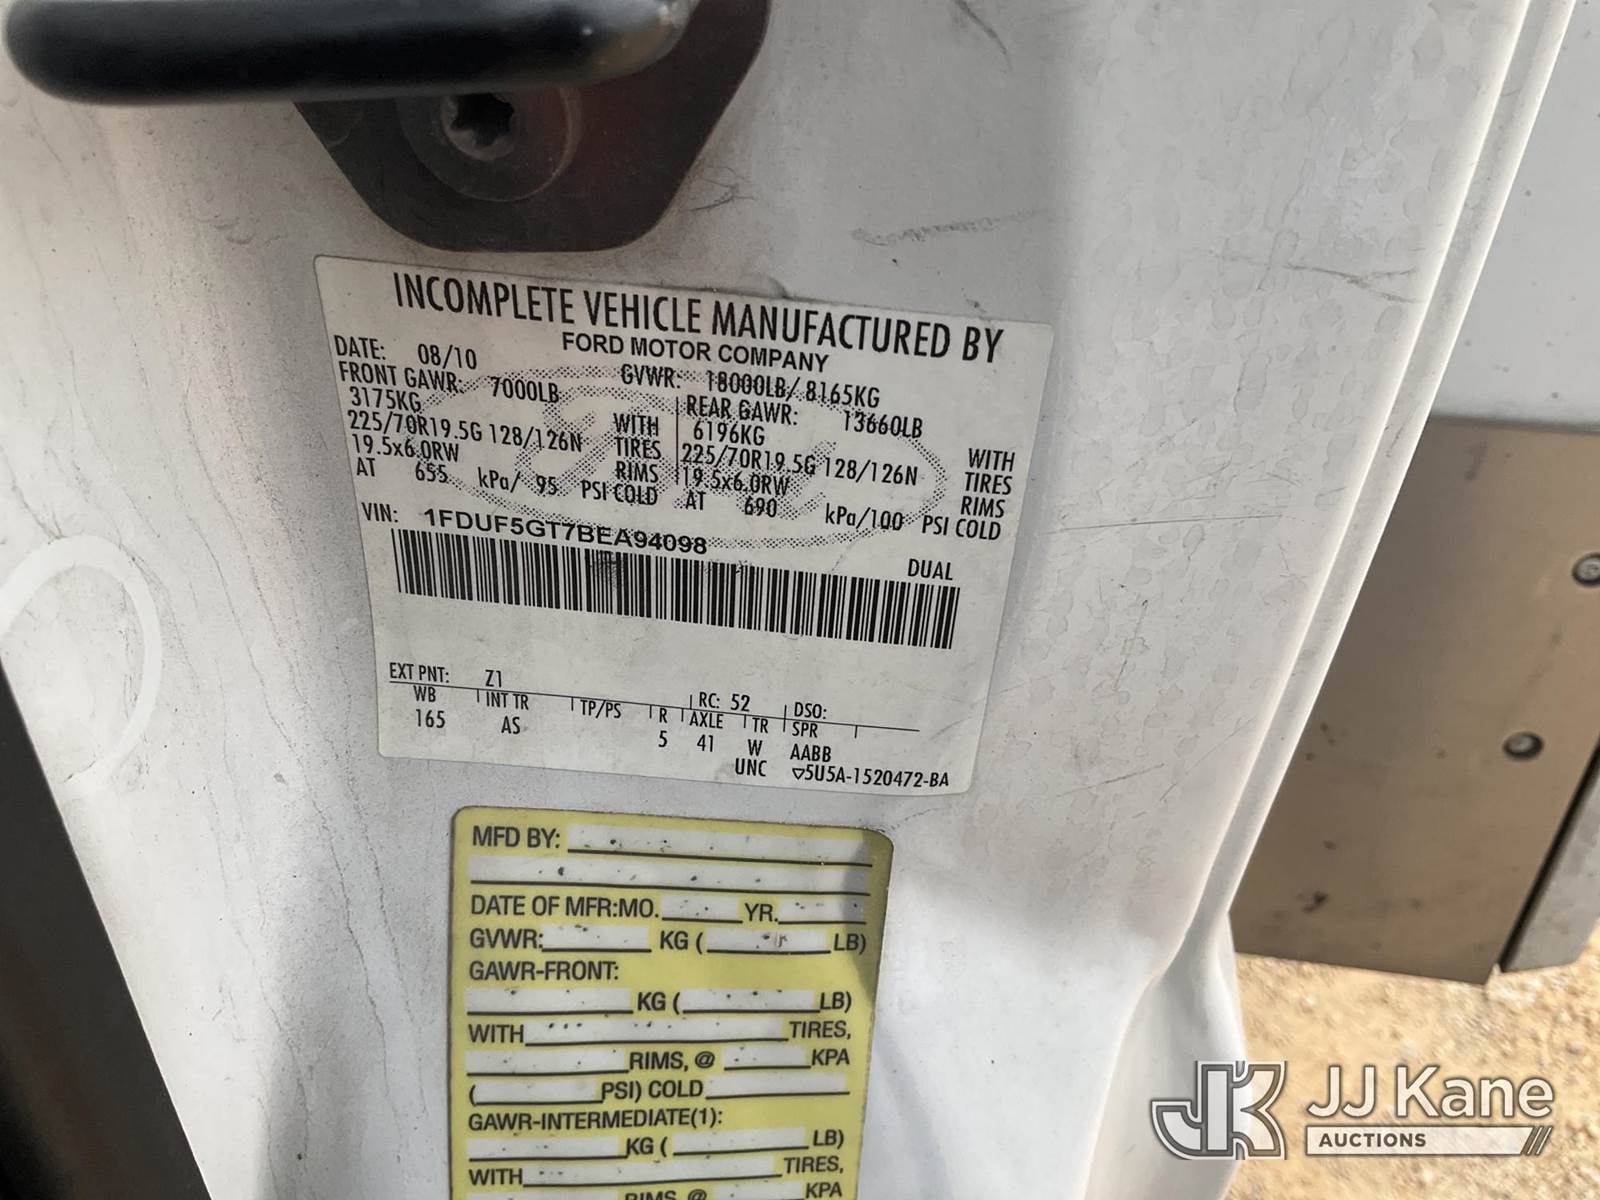 INCOMPLETE VEHICLE MANUFACTURED BY
FORD MOTOR COMPANY
DATE: 08/10 GVWR: 18000LB/ 8165KG
FRONT GAWR: 7000LB REAR GAWR: 13660LB
3175KG WITH 6196KG WITH
225/70R19.5G 128/126N TIRES 225/70R19.5G 128/126N TIRES
19.5x6.0RW RIMS 19.5x6.0RW RIMS
AT 655 kPa/ 95 PSI COLD AT 690 kPa/100 PSI COLD
VIN: 1FDUF5GT7BEA94098
DUAL
EXT PNT: Z1 RC: 52 DSO:
WB INT TR TP/PS R AXLE TR SPR
165 AS 5 41 W AABB
UNC ▽5U5A-1520472-BA
MFD BY:
DATE OF MFR:MO. YR.
GVWR: KG ( LB)
GAWR-FRONT:
KG ( LB)
WITH TIRES,
RIMS, @ KPA
( PSI) COLD
GAWR-INTERMEDIATE(1):
KG ( LB)
WITH TIRES,
RIMS @ KPA
JJ Kane
AUCTIONS